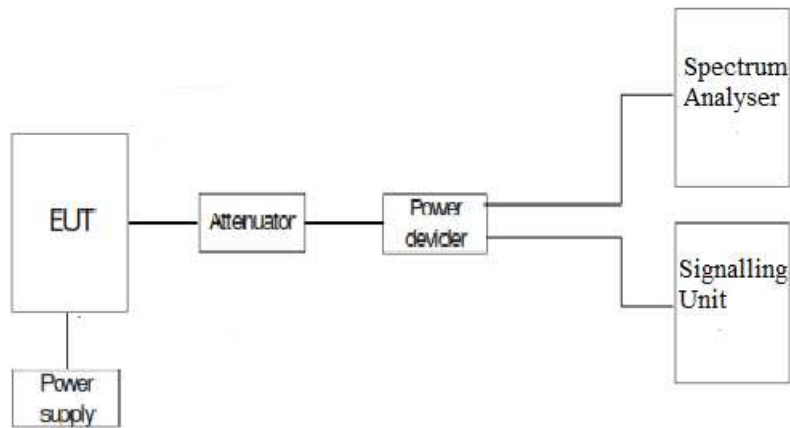 Spectrum
Analyser
EUT
Attenuator
Power
devider
Signalling
Unit
Power
supply